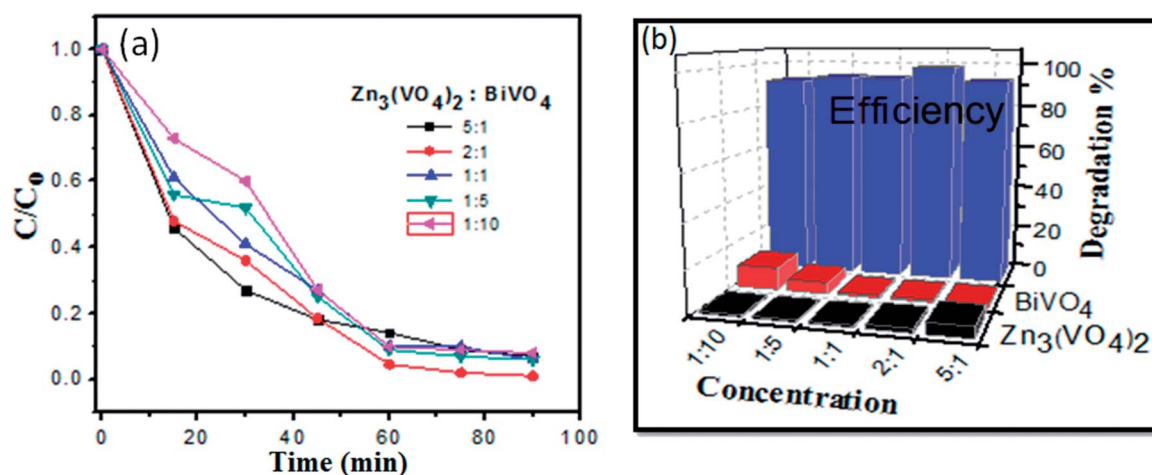 (a)
1.0
0.8
0.6
0.4
0.2
0.0
C/C₀
0
20
40
60
80
100
Time (min)
Zn₃(VO₄)₂ : BiVO₄
5:1
2:1
1:1
1:5
1:10
(b)
Efficiency
100
80
60
40
20
0
Degradation %
BiVO₄
Zn₃(VO₄)2
1:10
1:5
1:1
2:1
5:1
Concentration